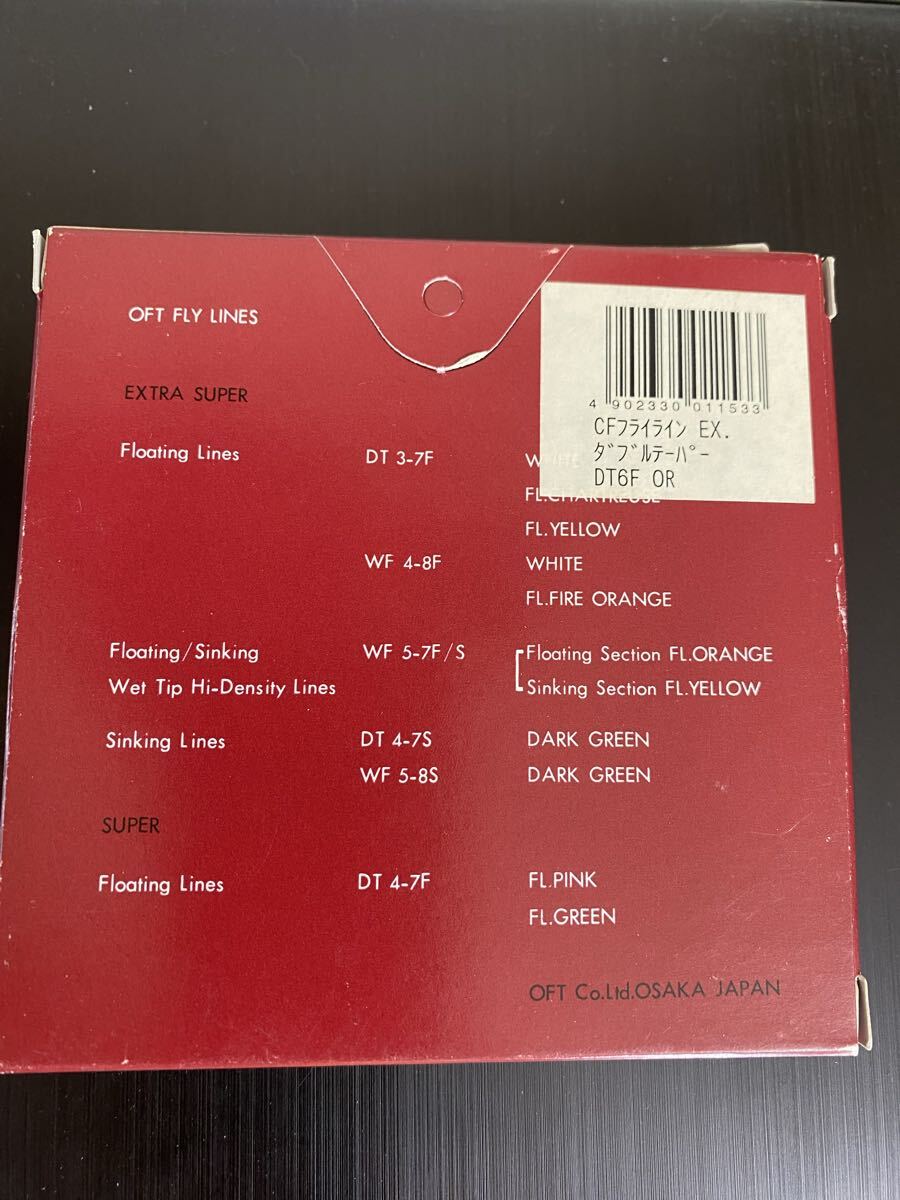 OFT FLY LINES
4 902330 011533
CFフライライン EX.
ダブルテーパー
DT6F OR
EXTRA SUPER
Floating Lines DT 3-7F WHITE
FL.CHARTREUSE
FL.YELLOW
WF 4-8F WHITE
FL.FIRE ORANGE
Floating/Sinking WF 5-7F/S Floating Section FL.ORANGE
Wet Tip Hi-Density Lines Sinking Section FL.YELLOW
Sinking Lines DT 4-7S DARK GREEN
WF 5-8S DARK GREEN
SUPER
Floating Lines DT 4-7F FL.PINK
FL.GREEN
OFT Co.Ltd.OSAKA JAPAN